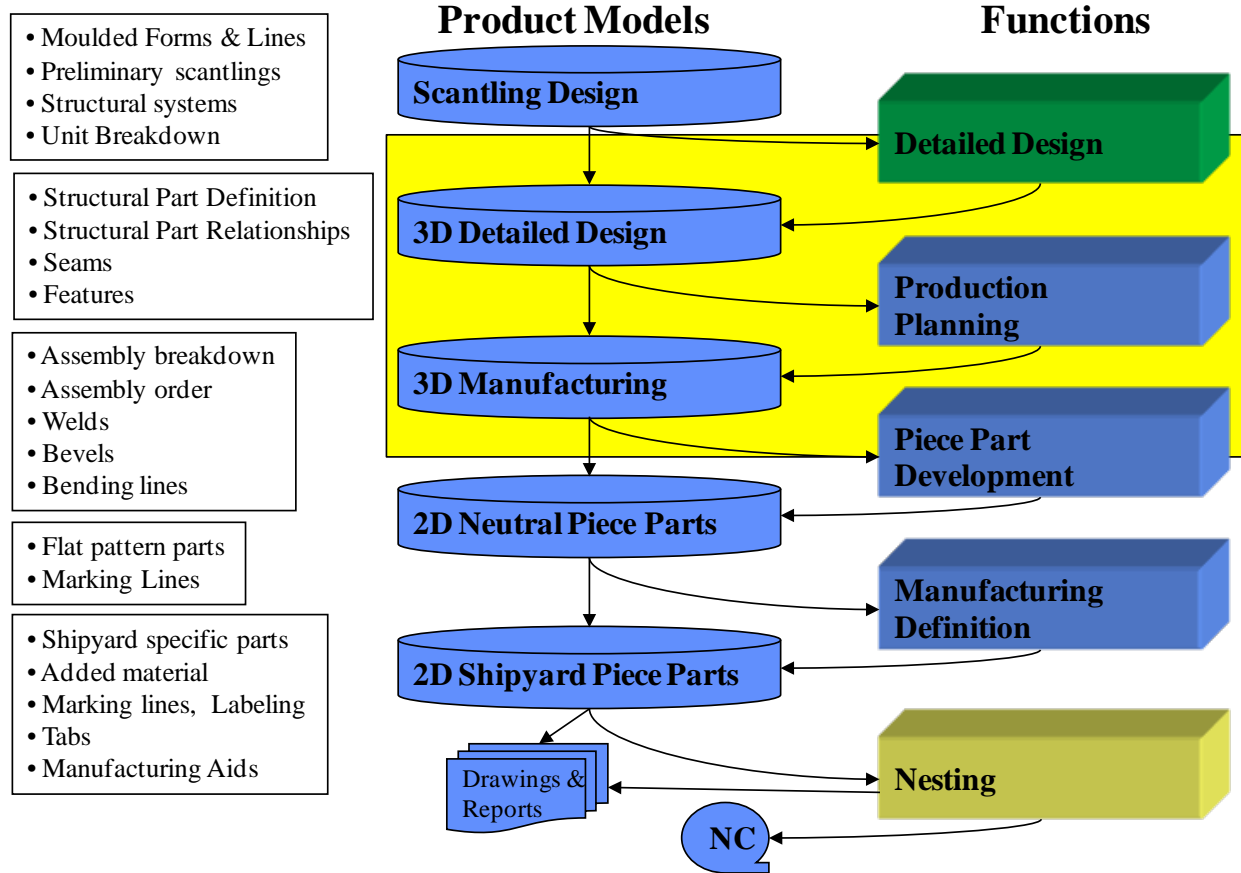 Product Models
Functions
• Moulded Forms & Lines
• Preliminary scantlings
• Structural systems
• Unit Breakdown
• Structural Part Definition
• Structural Part Relationships
• Seams
• Features
• Assembly breakdown
• Assembly order
• Welds
• Bevels
• Bending lines
• Flat pattern parts
• Marking Lines
• Shipyard specific parts
• Added material
• Marking lines, Labeling
• Tabs
• Manufacturing Aids
Scantling Design
3D Detailed Design
3D Manufacturing
2D Neutral Piece Parts
2D Shipyard Piece Parts
Drawings &
Reports
NC
Detailed Design
Production
Planning
Piece Part
Development
Manufacturing
Definition
Nesting